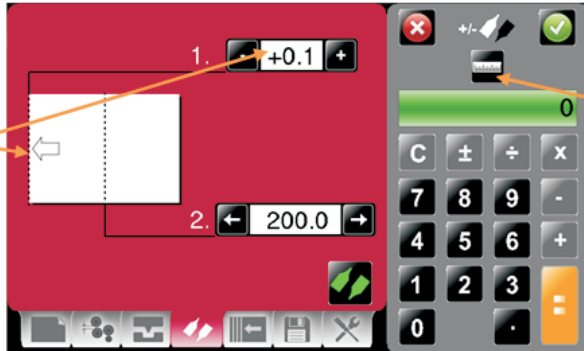 1. - +0.1 +
2. 200.0
+/-
0
C ± ÷ x
7 8 9 -
4 5 6 +
1 2 3 =
0 .